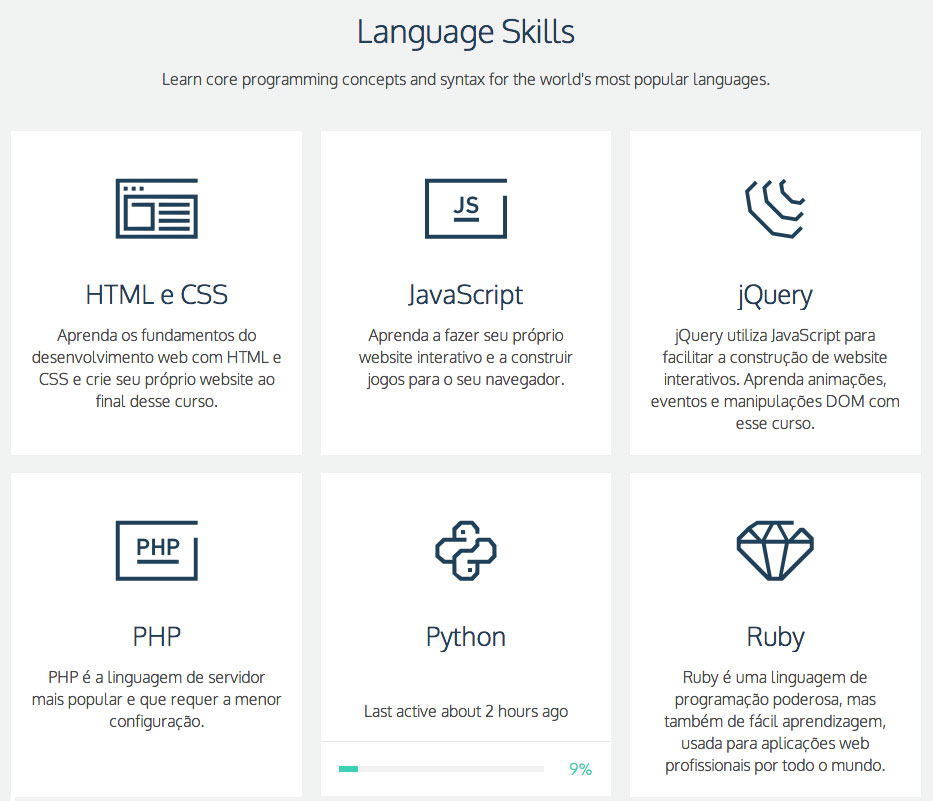 Language Skills
Learn core programming concepts and syntax for the world's most popular languages.
HTML e CSS
Aprenda os fundamentos do
desenvolvimento web com HTML e
CSS e crie seu próprio website ao
final desse curso.
JS
JavaScript
Aprenda a fazer seu próprio
website interativo e a construir
jogos para o seu navegador.
jQuery
jQuery utiliza JavaScript para
facilitar a construção de website
interativos. Aprenda animações,
eventos e manipulações DOM com
esse curso.
PHP
PHP
PHP é a linguagem de servidor
mais popular e que requer a menor
configuração.
Python
Last active about 2 hours ago
9%
Ruby
Ruby é uma linguagem de
programação poderosa, mas
também de fácil aprendizagem,
usada para aplicações web
profissionais por todo o mundo.